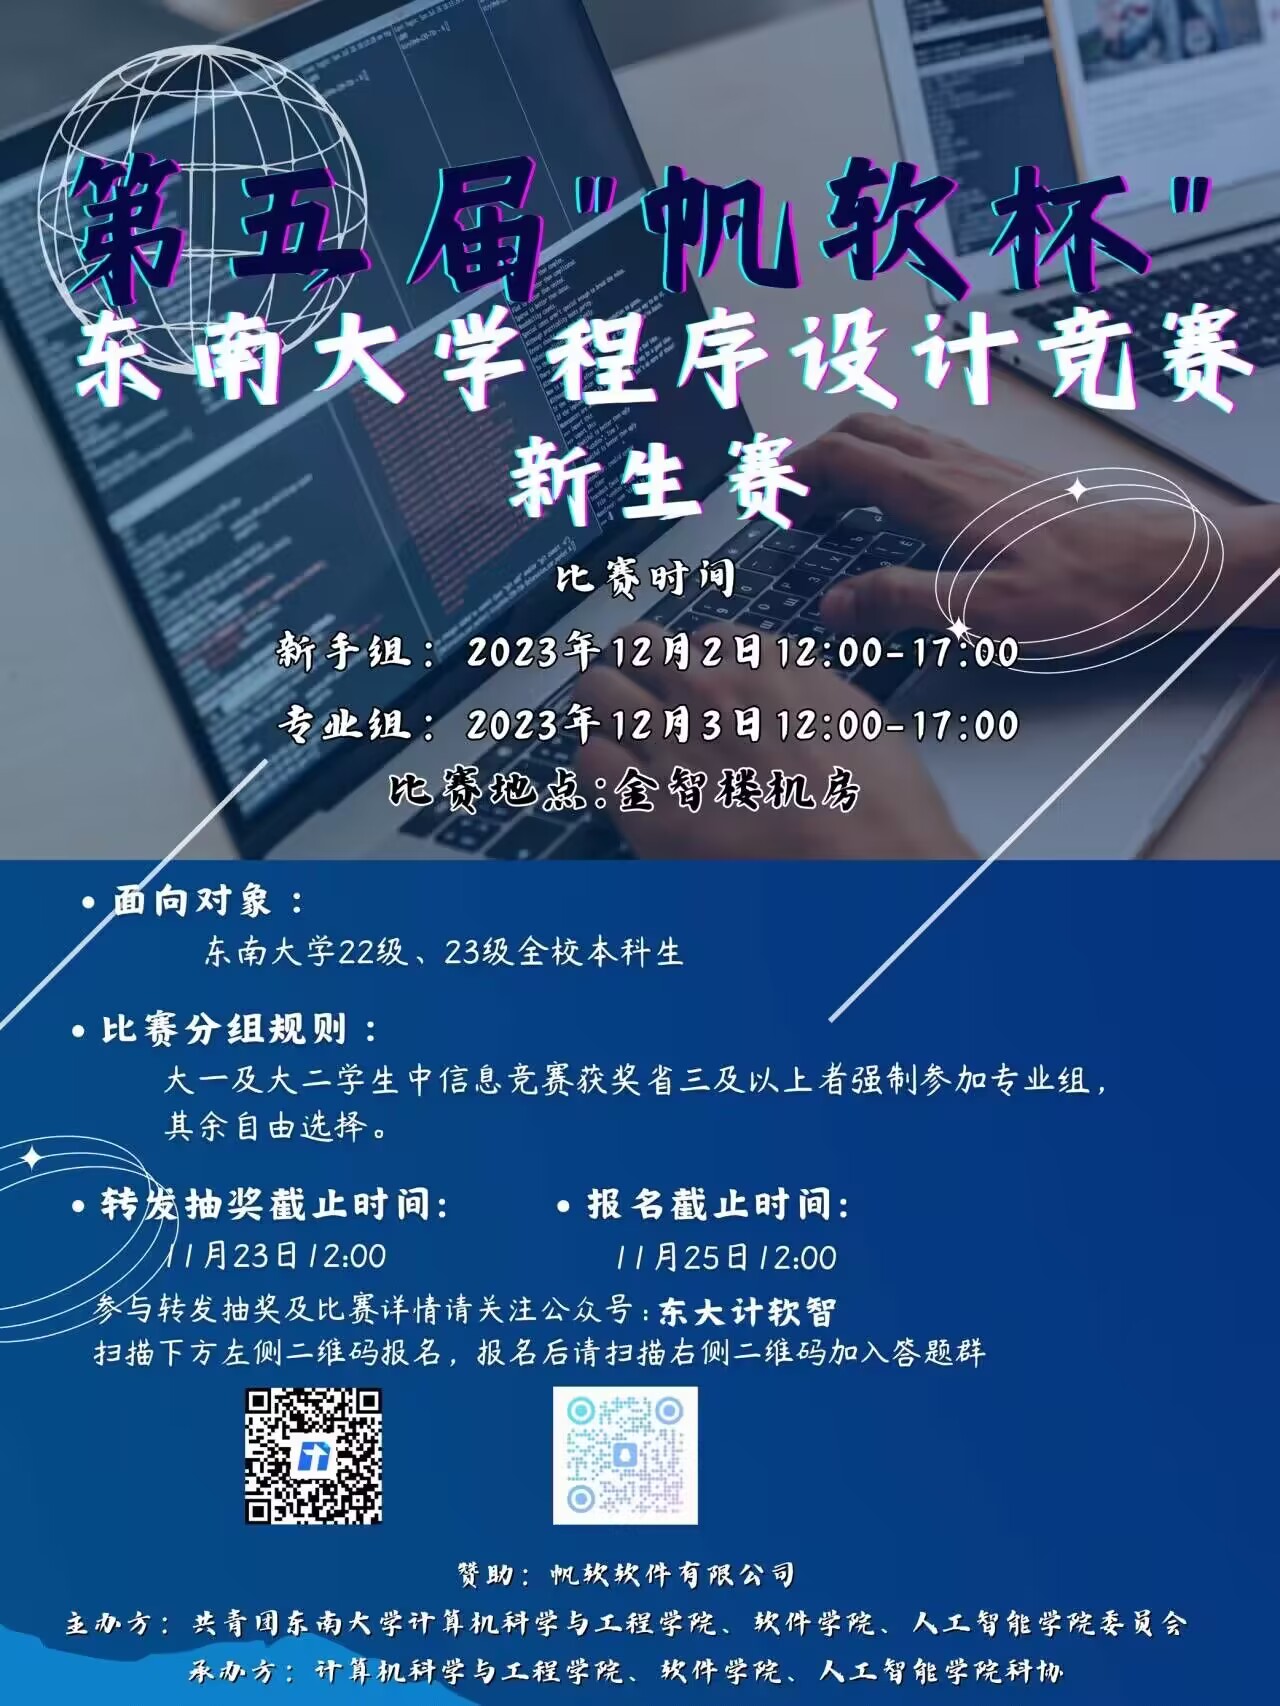 第五届"帆软杯"
东南大学程序设计竞赛
新生赛
比赛时间
新手组：2023年12月2日12:00-17:00
专业组：2023年12月3日12:00-17:00
比赛地点:金智楼机房
• 面向对象：
东南大学22级、23级全校本科生
• 比赛分组规则：
大一及大二学生中信息竞赛获奖省三及以上者强制参加专业组，
其余自由选择。
• 转发抽奖截止时间:
11月23日12:00
• 报名截止时间:
11月25日12:00
参与转发抽奖及比赛详情请关注公众号:东大计软智
扫描下方左侧二维码报名，报名后请扫描右侧二维码加入答题群
赞助：帆软软件有限公司
主办方：共青团东南大学计算机科学与工程学院、软件学院、人工智能学院委员会
承办方：计算机科学与工程学院、软件学院、人工智能学院科协